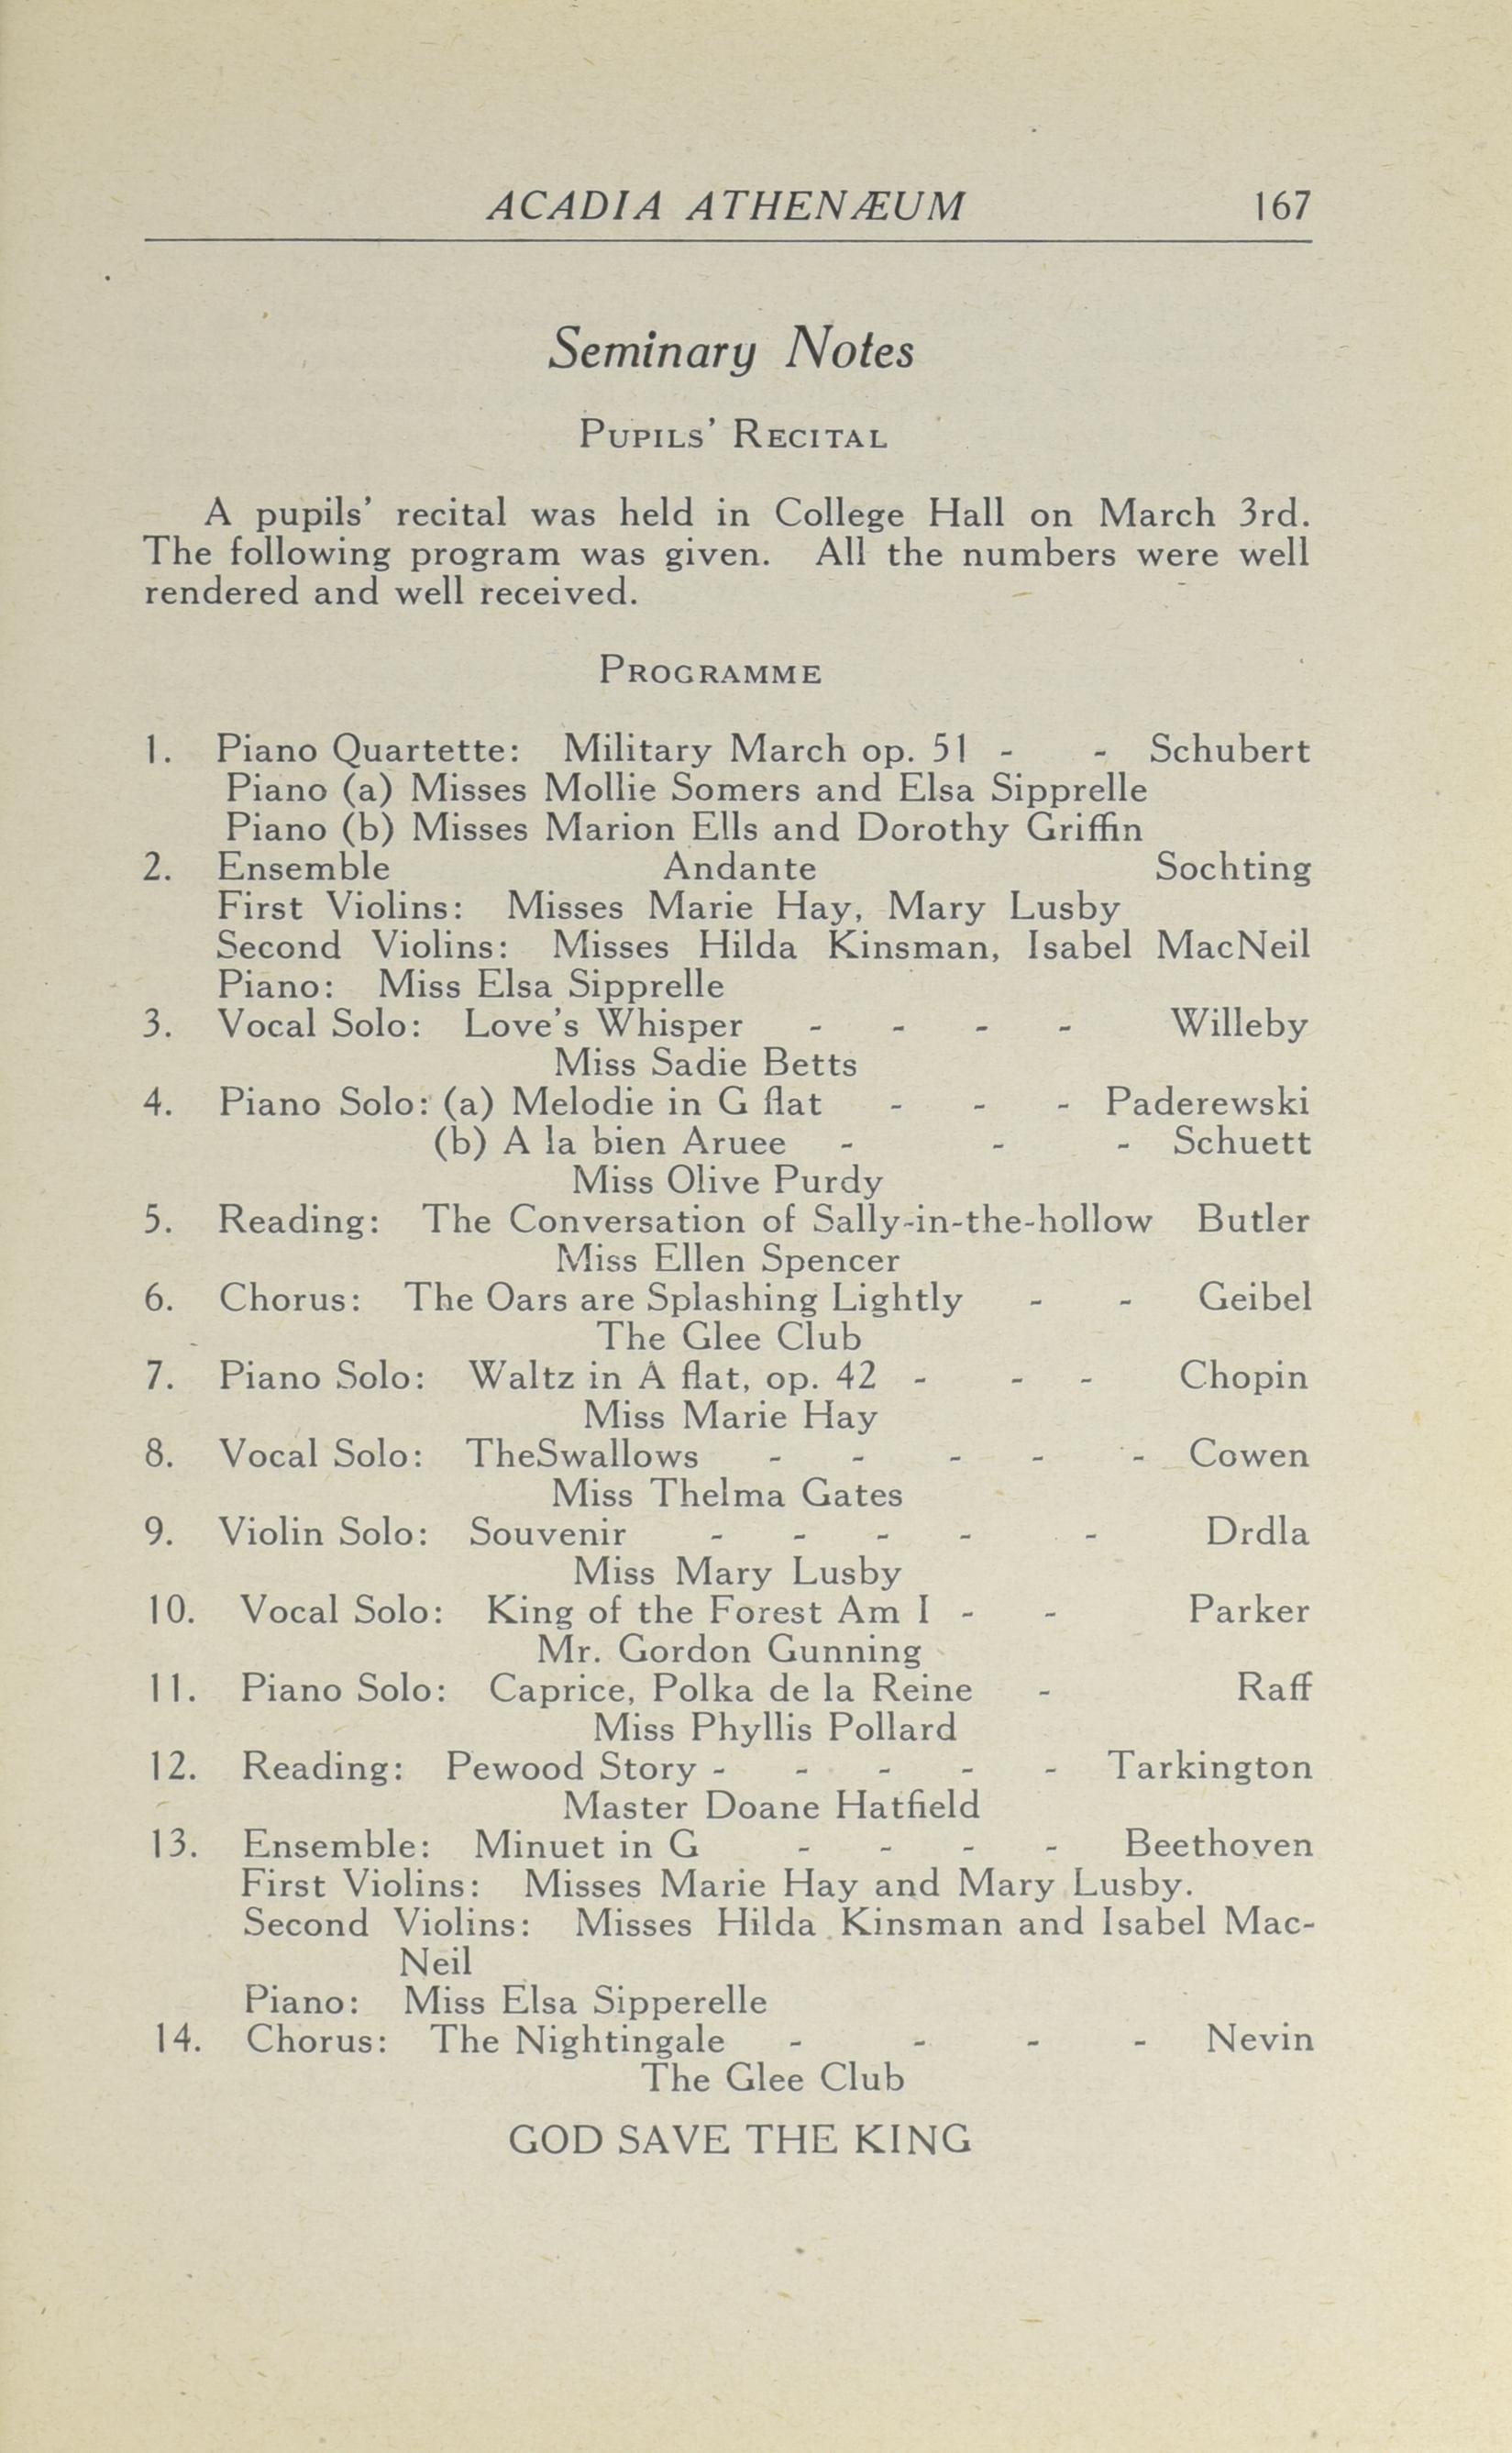 ACADIA ATHENÆUM 167
Seminary Notes
PUPILS' RECITAL
A pupils' recital was held in College Hall on March 3rd.
The following program was given. All the numbers were well
rendered and well received.
PROGRAMME
1. Piano Quartette: Military March op. 51 - - Schubert
Piano (a) Misses Mollie Somers and Elsa Sipprelle
Piano (b) Misses Marion Ells and Dorothy Griffin
2. Ensemble Andante Sochting
First Violins: Misses Marie Hay, Mary Lusby
Second Violins: Misses Hilda Kinsman, Isabel MacNeil
Piano: Miss Elsa Sipprelle
3. Vocal Solo: Love's Whisper - - - - Willeby
Miss Sadie Betts
4. Piano Solo: (a) Melodie in G flat - - - Paderewski
(b) A la bien Aruee - - - Schuett
Miss Olive Purdy
5. Reading: The Conversation of Sally-in-the-hollow Butler
Miss Ellen Spencer
6. Chorus: The Oars are Splashing Lightly - - Geibel
The Glee Club
7. Piano Solo: Waltz in A flat, op. 42 - - - Chopin
Miss Marie Hay
8. Vocal Solo: TheSwallows - - - - - Cowen
Miss Thelma Gates
9. Violin Solo: Souvenir - - - - - Drdla
Miss Mary Lusby
10. Vocal Solo: King of the Forest Am I - - Parker
Mr. Gordon Gunning
11. Piano Solo: Caprice, Polka de la Reine - Raff
Miss Phyllis Pollard
12. Reading: Pewood Story - - - - - Tarkington
Master Doane Hatfield
13. Ensemble: Minuet in G - - - - Beethoven
First Violins: Misses Marie Hay and Mary Lusby.
Second Violins: Misses Hilda Kinsman and Isabel Mac-
Neil
Piano: Miss Elsa Sipperelle
14. Chorus: The Nightingale - - - - Nevin
The Glee Club
GOD SAVE THE KING